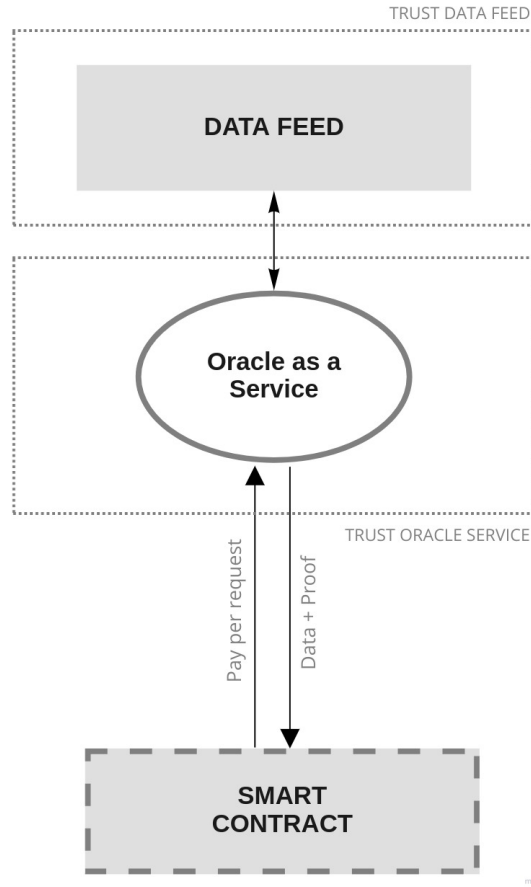 TRUST DATA FEED
DATA FEED
Oracle as a
Service
TRUST ORACLE SERVICE
Pay per request
Data + Proof
SMART
CONTRACT